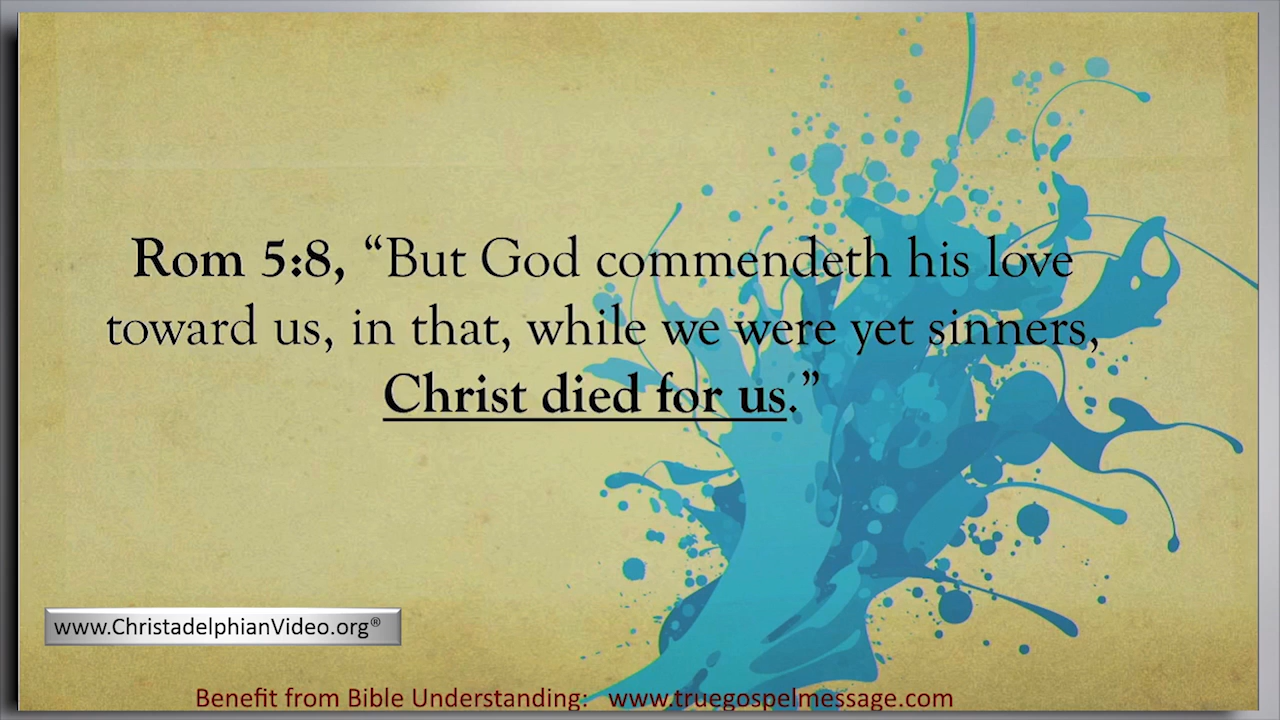 Rom 5:8, “But God commendeth his love
toward us, in that, while we were yet sinners,
Christ died for us.”
www.ChristadelphianVideo.org®
Benefit from Bible Understanding: www.truegospelmessage.com